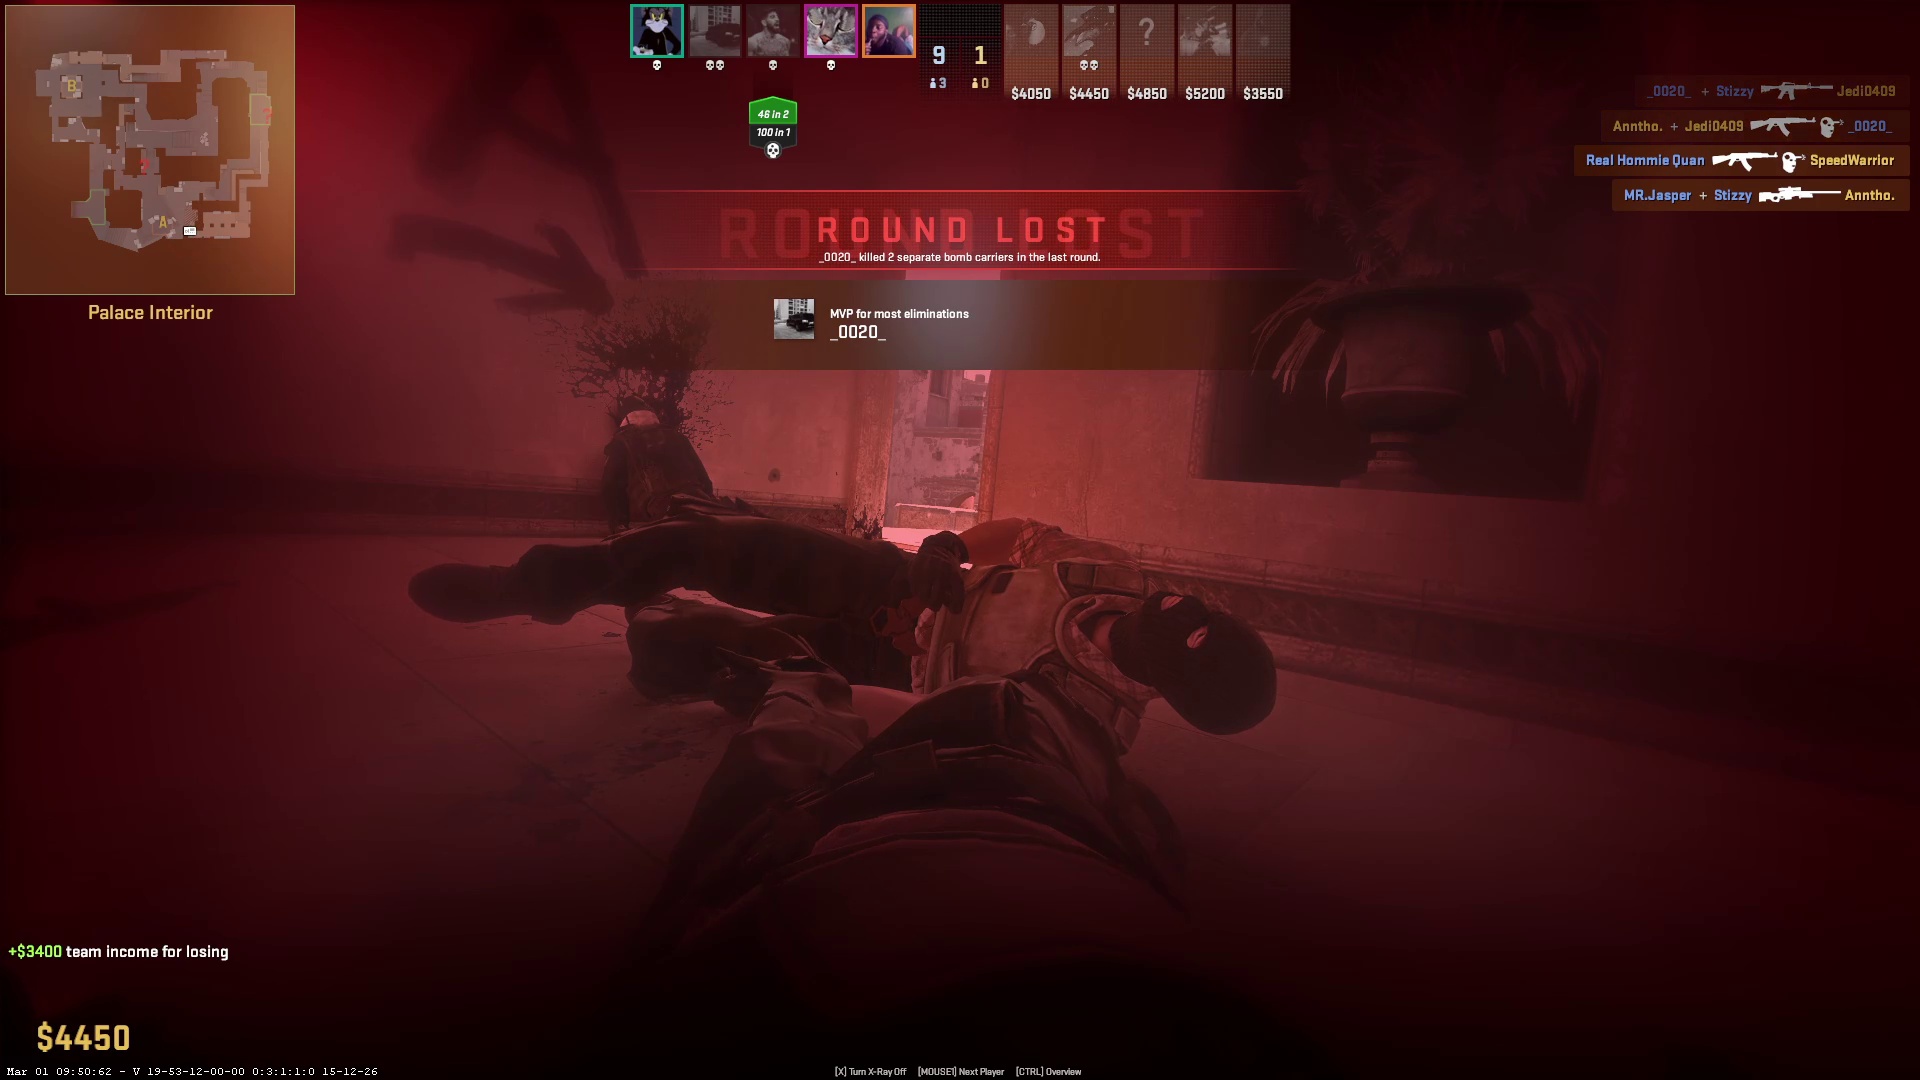 B
A
Palace Interior
9 1
3 0
$4050 $4450 $4850 $5200 $3550
?
46 in 2
100 in 1
_0020_ + Stizzy Jedi0409
Anntho. + Jedi0409 _0020_
Real Hommie Quan SpeedWarrior
MR.Jasper + Stizzy Anntho.
ROUND LOST
_0020_ killed 2 separate bomb carriers in the last round.
MVP for most eliminations
_0020_
+$3400 team income for losing
$4450
Mar 01 09:50:62 - V 19-53-12-00-00 0:3:1:1:0 15-12-26
[X] Turn X-Ray Off [MOUSE1] Next Player [CTRL] Overview